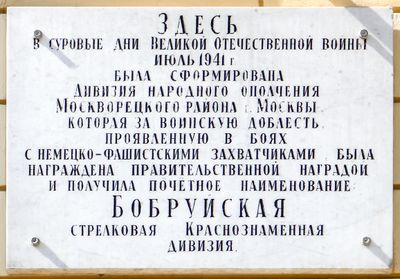 Здесь
в суровые дни Великой Отечественной войны
июль 1941 г
была сформирована
Дивизия народного ополчения
Москворецкого района г. Москвы,
которая за воинскую доблесть,
проявленную в боях
с немецко-фашистскими захватчиками, была
награждена правительственной наградой
и получила почетное наименование:
Бобруйская
стрелковая Краснознаменная
дивизия.